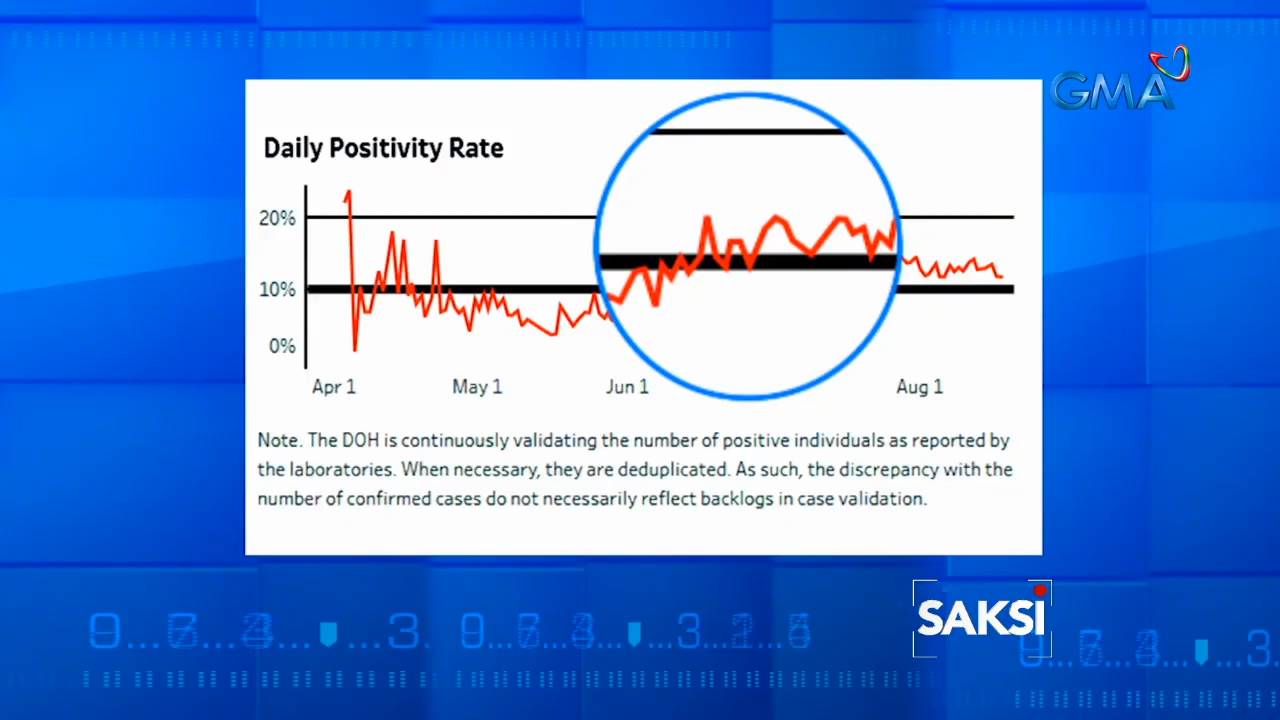 GMA
Daily Positivity Rate
20%
10%
0%
Apr 1
May 1
Jun 1
Aug 1
Note. The DOH is continuously validating the number of positive individuals as reported by
the laboratories. When necessary, they are deduplicated. As such, the discrepancy with the
number of confirmed cases do not necessarily reflect backlogs in case validation.
SAKSI